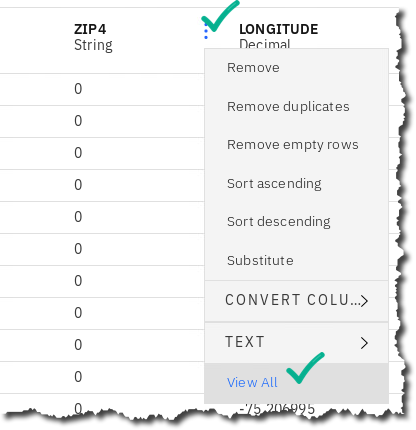 ZIP4 LONGITUDE
String Decimal
0
0
0
0
0
0
0
0
0
0
0 -75.206995
Remove
Remove duplicates
Remove empty rows
Sort ascending
Sort descending
Substitute
CONVERT COLU...
TEXT
View All